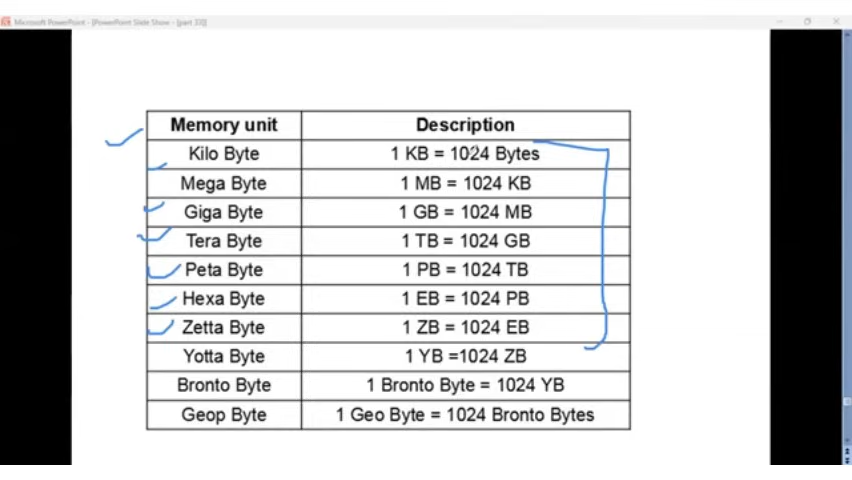 Microsoft PowerPoint - [PowerPoint Slide Show - [part 33]]
Memory unit Description
Kilo Byte 1 KB = 1024 Bytes
Mega Byte 1 MB = 1024 KB
Giga Byte 1 GB = 1024 MB
Tera Byte 1 TB = 1024 GB
Peta Byte 1 PB = 1024 TB
Hexa Byte 1 EB = 1024 PB
Zetta Byte 1 ZB = 1024 EB
Yotta Byte 1 YB =1024 ZB
Bronto Byte 1 Bronto Byte = 1024 YB
Geop Byte 1 Geo Byte = 1024 Bronto Bytes